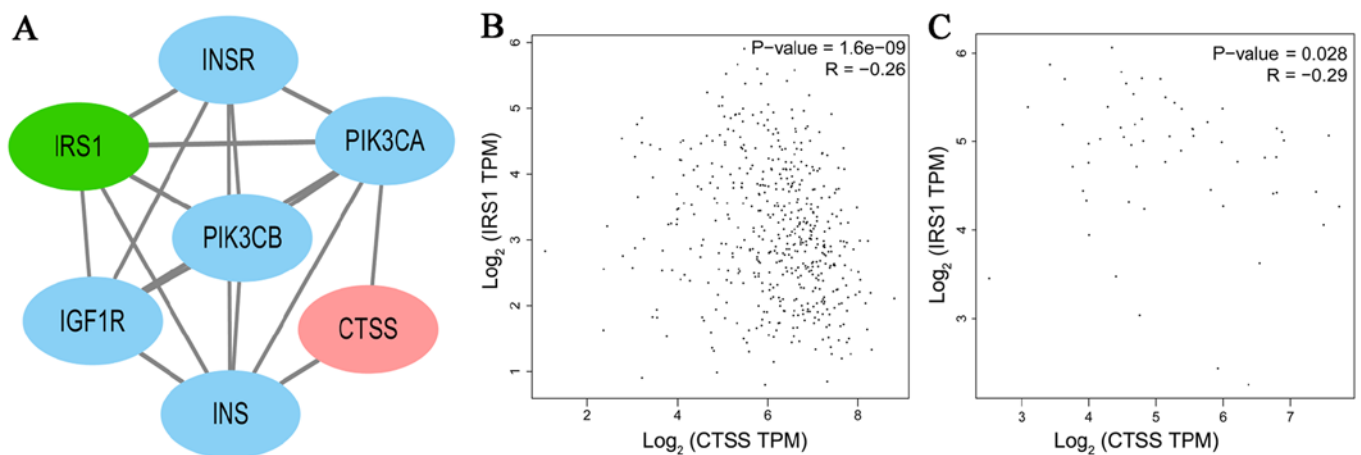 A
INSR
IRS1
PIK3CA
PIK3CB
IGF1R
CTSS
INS
B
P-value = 1.6e-09
R = -0.26
Log2 (IRS1 TPM)
6
5
4
3
2
1
2 4 6 8
Log2 (CTSS TPM)
C
P-value = 0.028
R = -0.29
Log2 (IRS1 TPM)
6
5
4
3
3 4 5 6 7
Log2 (CTSS TPM)